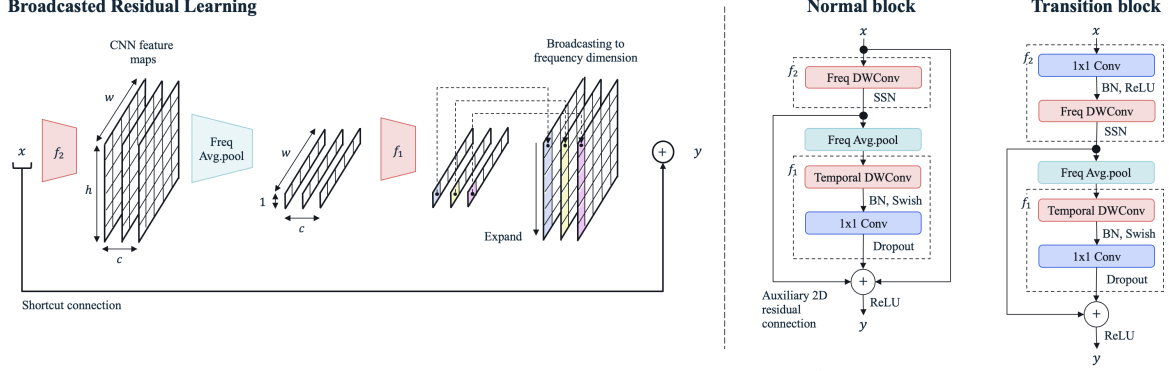 Broadcasted Residual Learning
CNN feature
maps
w
h
c
x
f2
Freq
Avg.pool
w
1
c
f1
Broadcasting to
frequency dimension
Expand
+
y
Shortcut connection
Normal block
x
f2
Freq DWConv
SSN
Freq Avg.pool
f1
Temporal DWConv
BN, Swish
1x1 Conv
Dropout
+
Auxiliary 2D
residual
connection
ReLU
y
Transition block
x
f2
1x1 Conv
BN, ReLU
Freq DWConv
SSN
Freq Avg.pool
f1
Temporal DWConv
BN, Swish
1x1 Conv
Dropout
+
ReLU
y